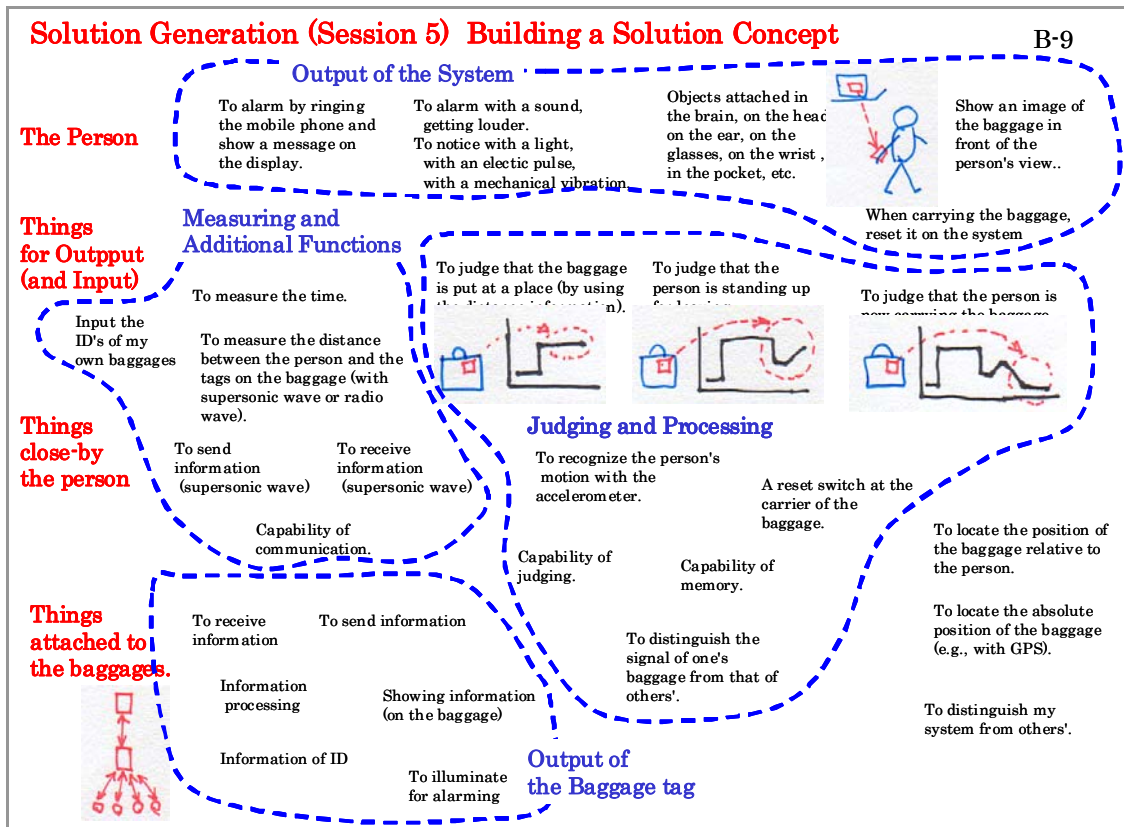 Solution Generation (Session 5)  Building a Solution Concept
B-9
Output of the System
The Person
To alarm by ringing
the mobile phone and
show a message on
the display.
To alarm with a sound,
getting louder.
To notice with a light,
with an electic pulse,
with a mechanical vibration,
Objects attached in
the brain, on the head
on the ear, on the
glasses, on the wrist ,
in the pocket, etc.
Show an image of
the baggage in
front of the
person's view..
When carrying the baggage,
reset it on the system
Things
for Outpput
(and Input)
Measuring and
Additional Functions
To measure the time.
Input the
ID's of my
own baggages
To measure the distance
between the person and the
tags on the baggage (with
supersonic wave or radio
wave).
To judge that the baggage
is put at a place (by using
the distance information).
To judge that the
person is standing up
for leaving
To judge that the person is
now carrying the baggage
Things
close-by
the person
To send
information
(supersonic wave)
To receive
information
(supersonic wave)
Capability of
communication.
Judging and Processing
To recognize the person's
motion with the
accelerometer.
A reset switch at the
carrier of the
baggage.
Capability of
judging.
Capability of
memory.
To distinguish the
signal of one's
baggage from that of
others'.
To locate the position of
the baggage relative to
the person.
To locate the absolute
position of the baggage
(e.g., with GPS).
To distinguish my
system from others'.
Things
attached to
the baggages.
To receive
information
To send information
Information
processing
Showing information
(on the baggage)
Information of ID
To illuminate
for alarming
Output of
the Baggage tag